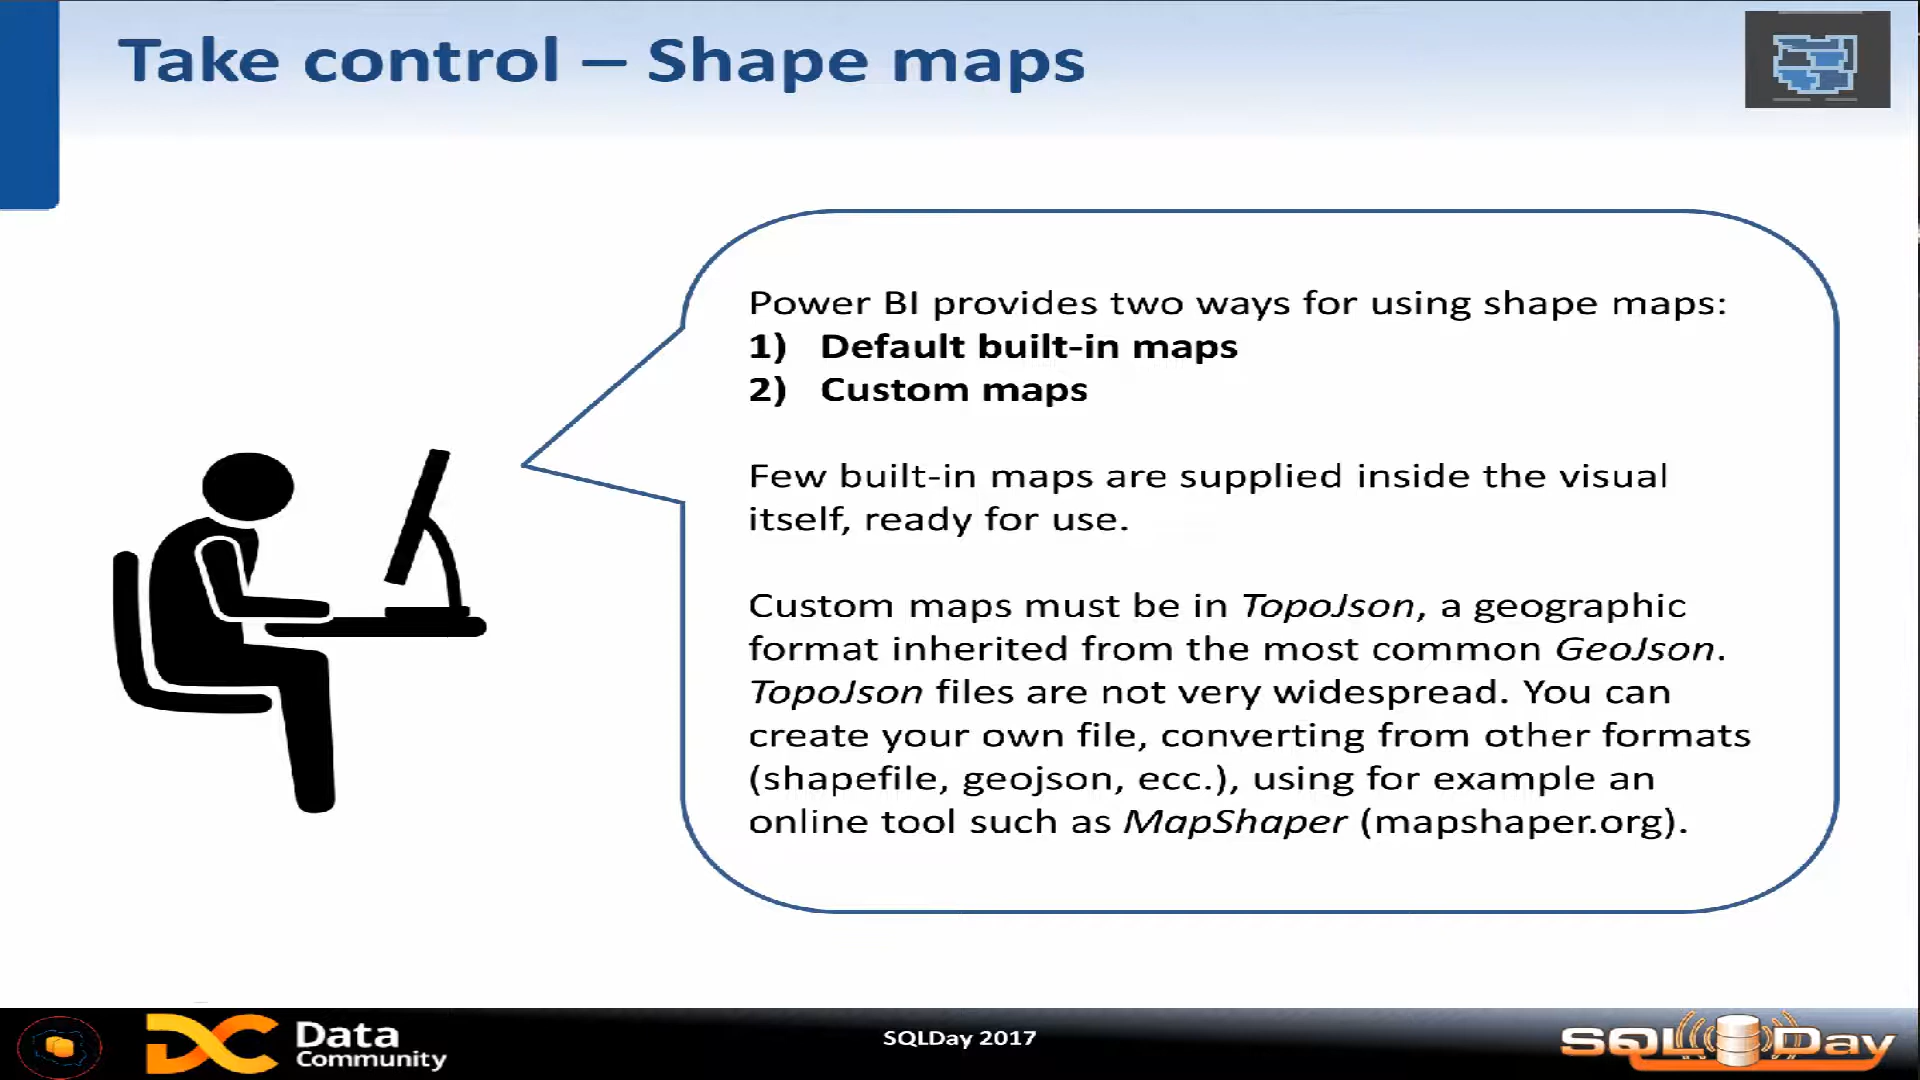 Take control – Shape maps
Power BI provides two ways for using shape maps:
1) Default built-in maps
2) Custom maps
Few built-in maps are supplied inside the visual
itself, ready for use.
Custom maps must be in TopoJson, a geographic
format inherited from the most common GeoJson.
TopoJson files are not very widespread. You can
create your own file, converting from other formats
(shapefile, geojson, ecc.), using for example an
online tool such as MapShaper (mapshaper.org).
DC Data
Community
SQLDay 2017
SQL Day